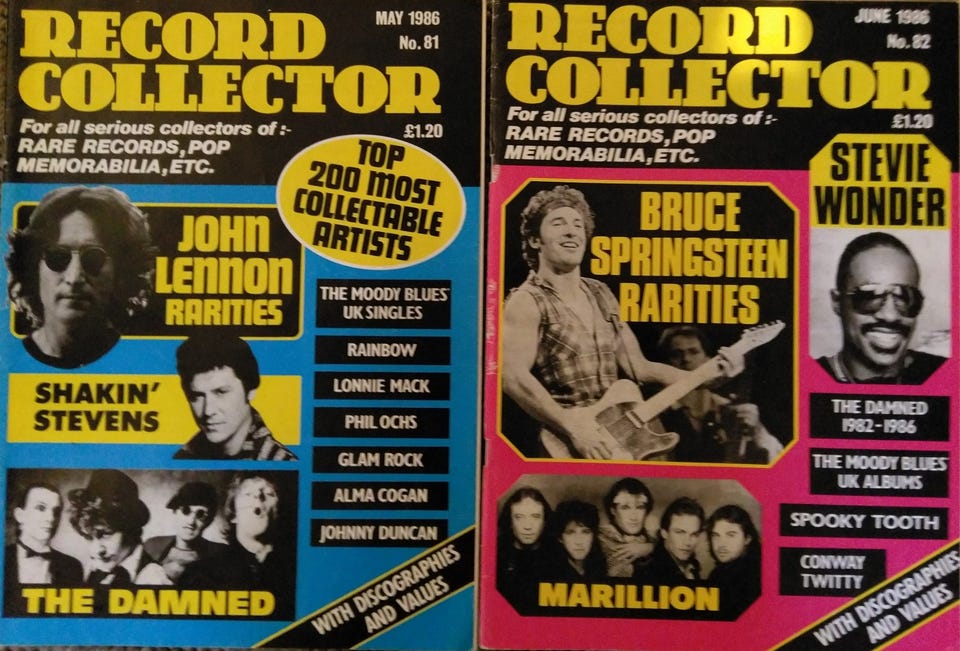 RECORD
COLLECTOR
MAY 1986
No. 81
£1.20
For all serious collectors of :-
RARE RECORDS, POP
MEMORABILIA, ETC.
TOP
200 MOST
COLLECTABLE
ARTISTS
JOHN
LENNON
RARITIES
THE MOODY BLUES'
UK SINGLES
RAINBOW
LONNIE MACK
PHIL OCHS
GLAM ROCK
ALMA COGAN
JOHNNY DUNCAN
SHAKIN'
STEVENS
THE DAMNED
WITH DISCOGRAPHIES
AND VALUES
RECORD
COLLECTOR
JUNE 1986
No. 82
£1.20
For all serious collectors of :-
RARE RECORDS, POP
MEMORABILIA, ETC.
STEVIE
WONDER
BRUCE
SPRINGSTEEN
RARITIES
THE DAMNED
1982-1986
THE MOODY BLUES'
UK ALBUMS
SPOOKY TOOTH
CONWAY
TWITTY
MARILLION
WITH DISCOGRAPHIES
AND VALUES